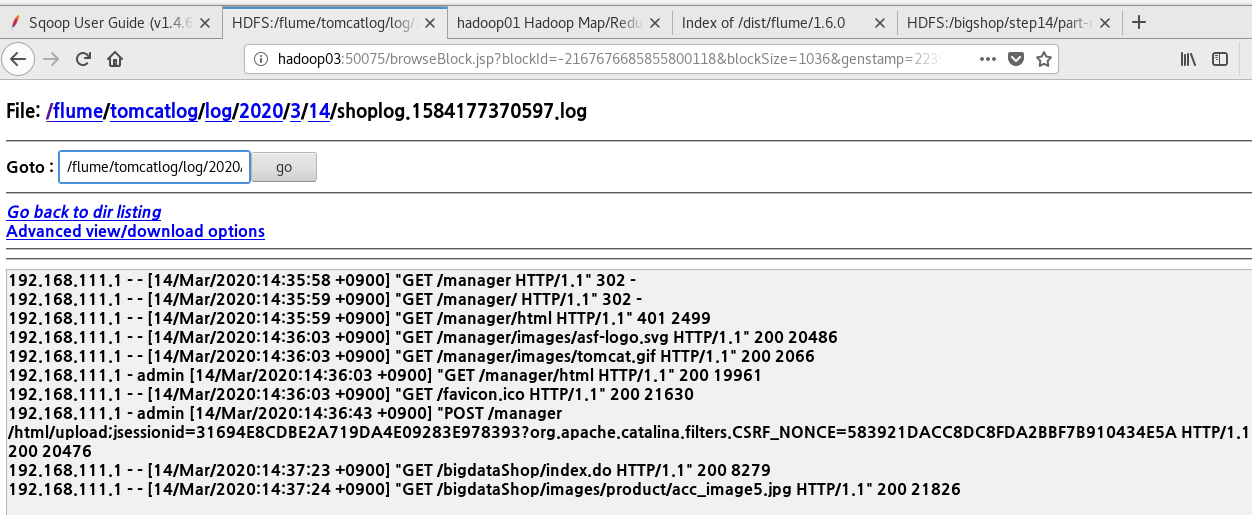 Sqoop User Guide (v1.4.6
HDFS:/flume/tomcatlog/log/2
hadoop01 Hadoop Map/Redu
Index of /dist/flume/1.6.0
HDFS:/bigshop/step14/part-r
hadoop03:50075/browseBlock.jsp?blockId=-2167676685855800118&blockSize=1036&genstamp=2239
File: /flume/tomcatlog/log/2020/3/14/shoplog.1584177370597.log
Goto : /flume/tomcatlog/log/2020/ go
Go back to dir listing
Advanced view/download options
192.168.111.1 - - [14/Mar/2020:14:35:58 +0900] "GET /manager HTTP/1.1" 302 -
192.168.111.1 - - [14/Mar/2020:14:35:59 +0900] "GET /manager/ HTTP/1.1" 302 -
192.168.111.1 - - [14/Mar/2020:14:35:59 +0900] "GET /manager/html HTTP/1.1" 401 2499
192.168.111.1 - - [14/Mar/2020:14:36:03 +0900] "GET /manager/images/asf-logo.svg HTTP/1.1" 200 20486
192.168.111.1 - - [14/Mar/2020:14:36:03 +0900] "GET /manager/images/tomcat.gif HTTP/1.1" 200 2066
192.168.111.1 - admin [14/Mar/2020:14:36:03 +0900] "GET /manager/html HTTP/1.1" 200 19961
192.168.111.1 - - [14/Mar/2020:14:36:03 +0900] "GET /favicon.ico HTTP/1.1" 200 21630
192.168.111.1 - admin [14/Mar/2020:14:36:43 +0900] "POST /manager
/html/upload;jsessionid=31694E8CDBE2A719DA4E09283E978393?org.apache.catalina.filters.CSRF_NONCE=583921DACC8DC8FDA2BBF7B910434E5A HTTP/1.1
200 20476
192.168.111.1 - - [14/Mar/2020:14:37:23 +0900] "GET /bigdataShop/index.do HTTP/1.1" 200 8279
192.168.111.1 - - [14/Mar/2020:14:37:24 +0900] "GET /bigdataShop/images/product/acc_image5.jpg HTTP/1.1" 200 21826